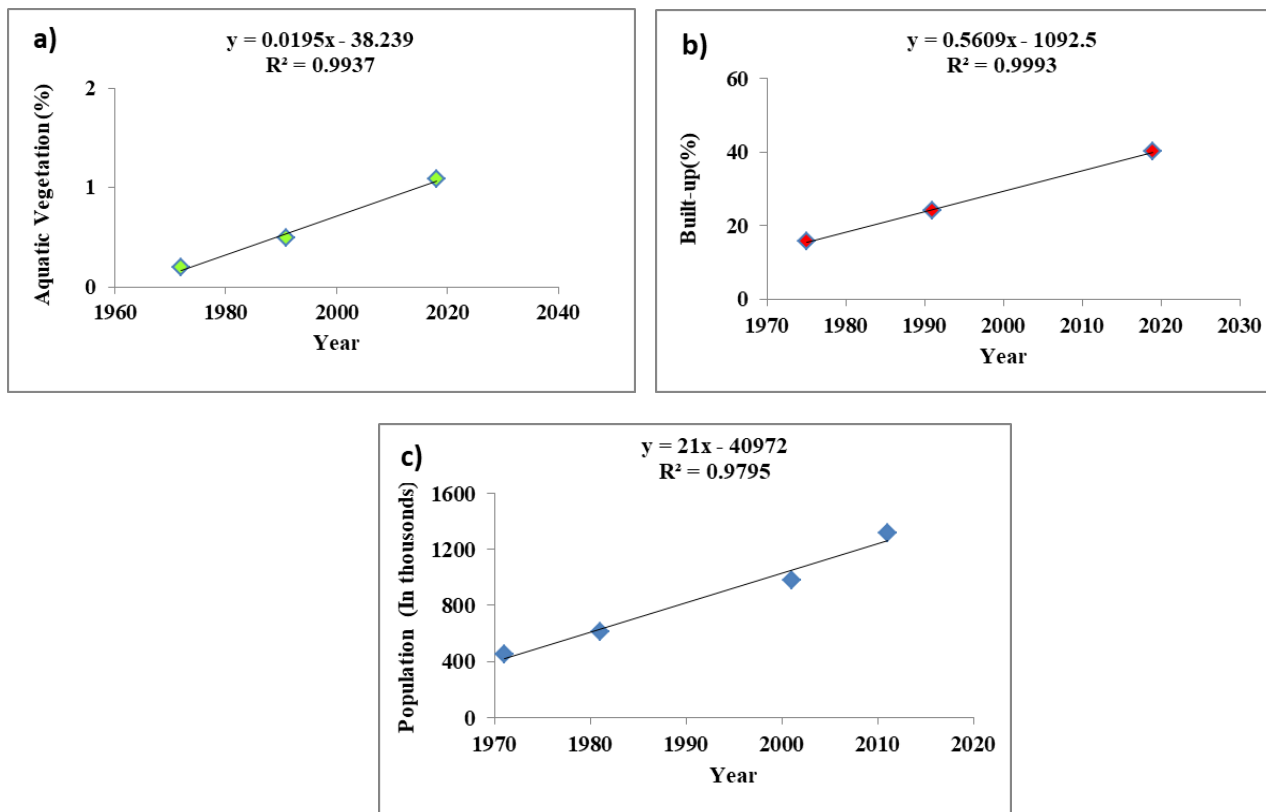 a)
y = 0.0195x - 38.239
R² = 0.9937
Aquatic Vegetation (%)
2
1
0
1960 1980 2000 2020 2040
Year
b)
y = 0.5609x - 1092.5
R² = 0.9993
Built-up(%)
60
40
20
0
1970 1980 1990 2000 2010 2020 2030
Year
c)
y = 21x - 40972
R² = 0.9795
Population (In thousonds)
1600
1200
800
400
0
1970 1980 1990 2000 2010 2020
Year